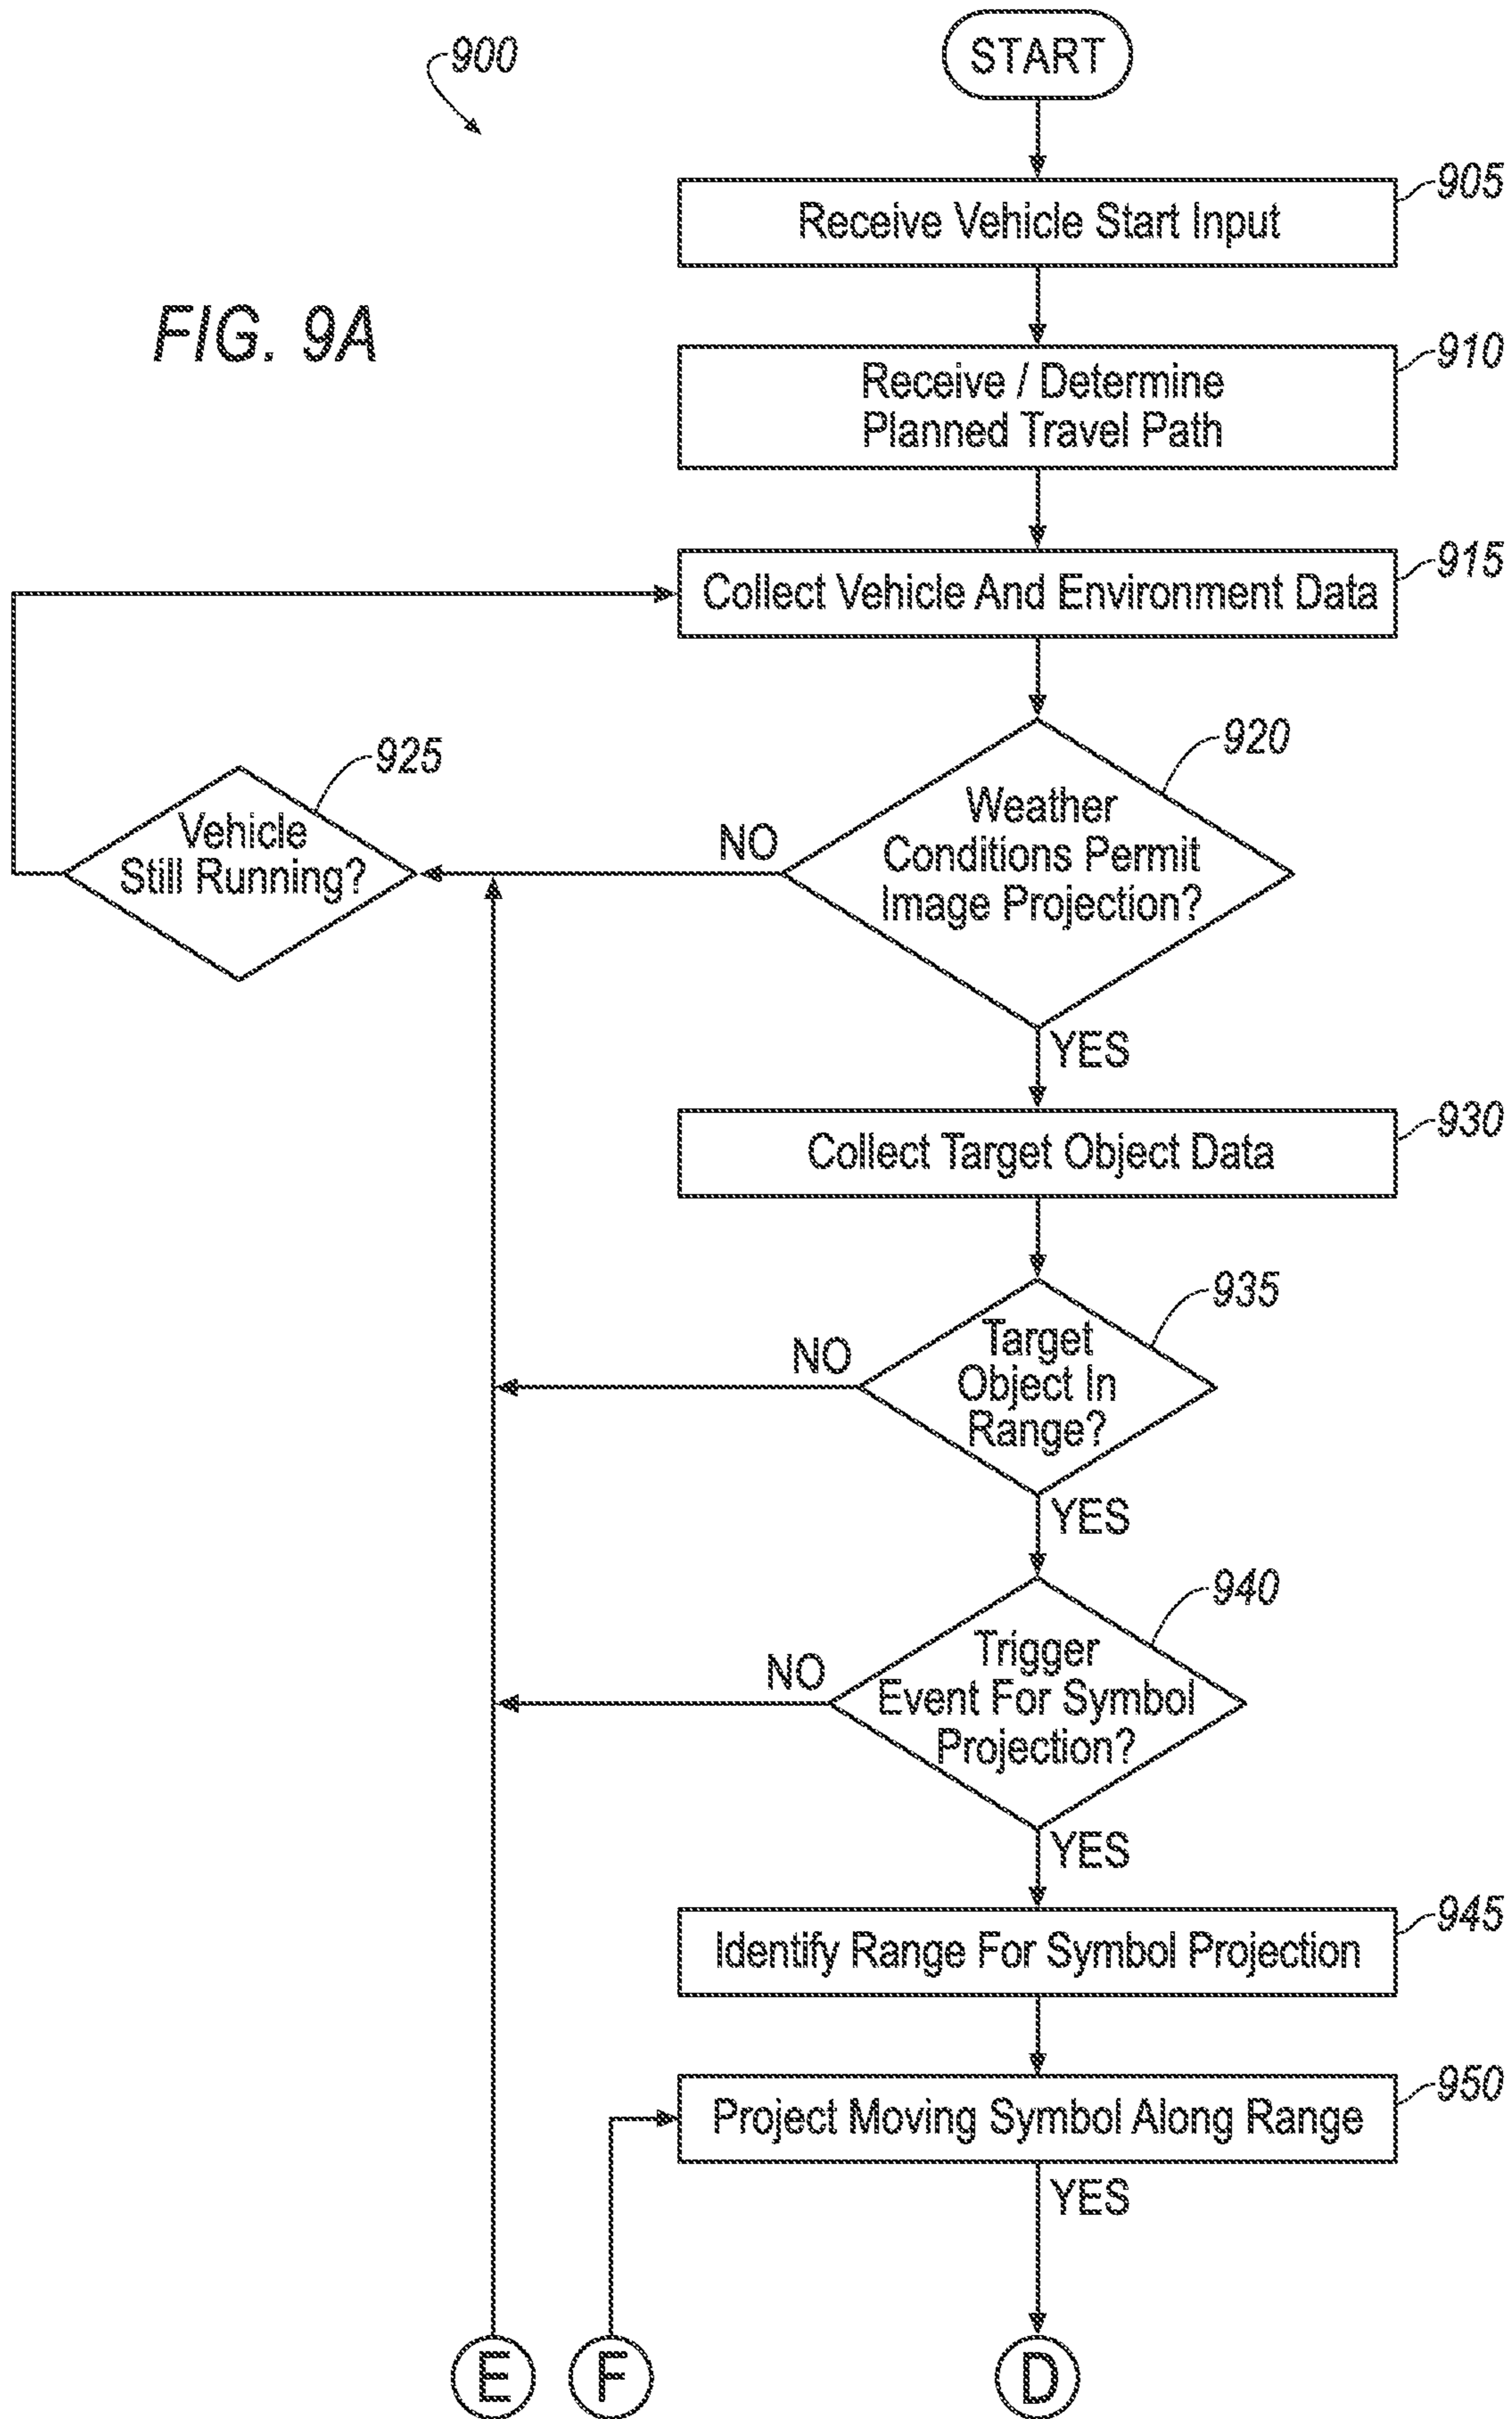 900
START
905
Receive Vehicle Start Input
FIG. 9A
910
Receive / Determine
Planned Travel Path
915
Collect Vehicle And Environment Data
920
Weather
Conditions Permit
Image Projection?
925
Vehicle
Still Running?
NO
YES
930
Collect Target Object Data
935
Target
Object In
Range?
NO
YES
940
Trigger
Event For Symbol
Projection?
NO
YES
945
Identify Range For Symbol Projection
950
Project Moving Symbol Along Range
YES
E
F
D